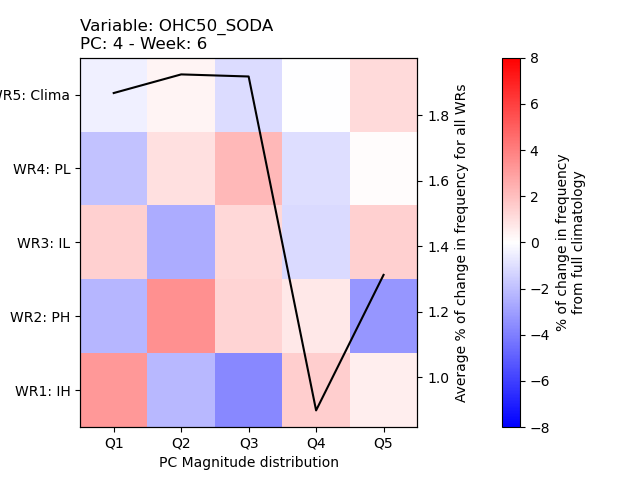 Variable: OHC50_SODA
PC: 4 - Week: 6
WR5: Clima
WR4: PL
WR3: IL
WR2: PH
WR1: IH
Q1 Q2 Q3 Q4 Q5
PC Magnitude distribution
1.8
1.6
1.4
1.2
1.0
Average % of change in frequency for all WRs
8
6
4
2
0
−2
−4
−6
−8
% of change in frequency
from full climatology